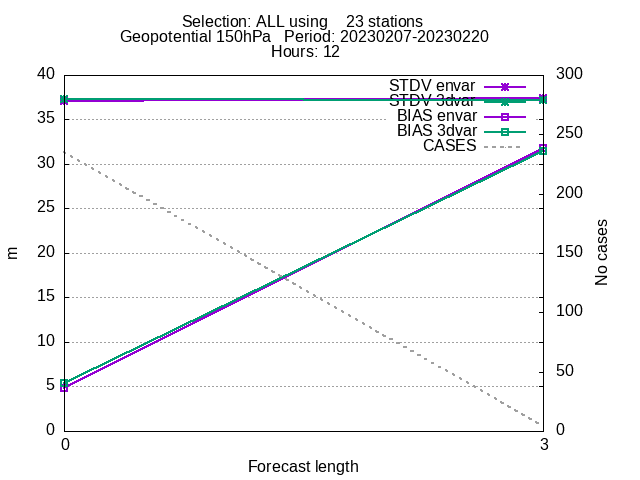 Selection: ALL using    23 stations
Geopotential 150hPa   Period: 20230207-20230220
Hours: 12
40
35
30
25
20
15
10
5
0
m
STDV envar
STDV 3dvar
BIAS envar
BIAS 3dvar
CASES
300
250
200
150
100
50
0
No cases
0
3
Forecast length